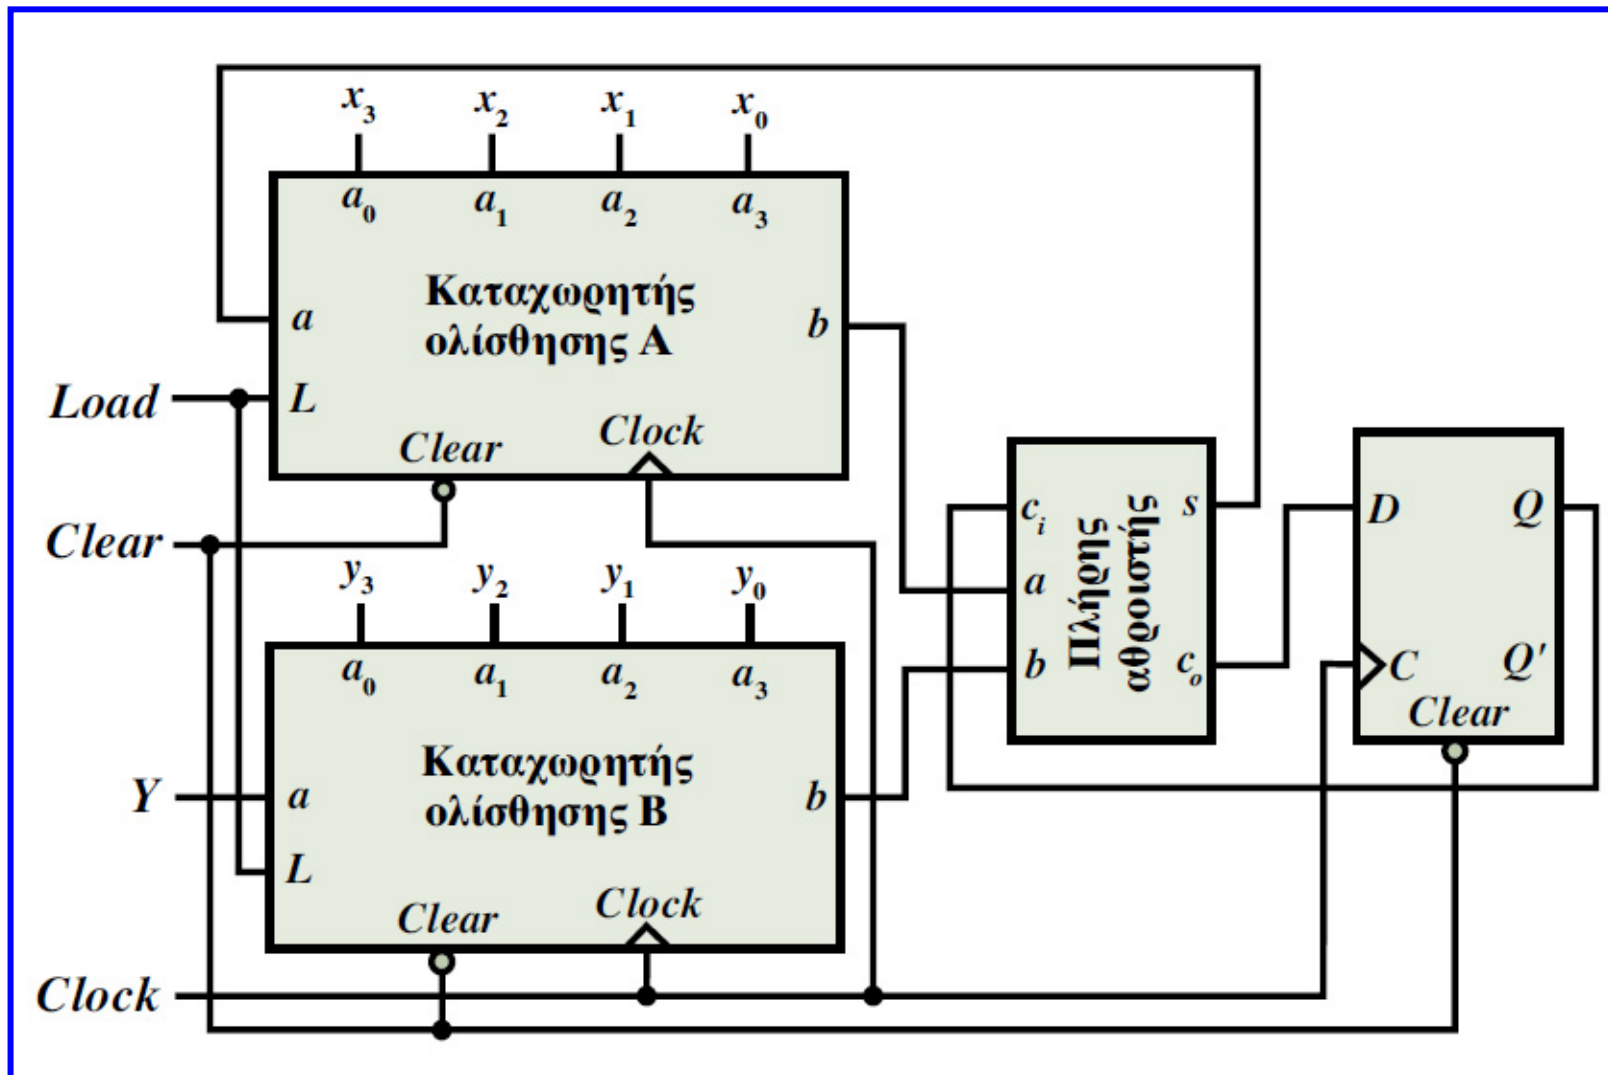 x₃ x₂ x₁ x₀
a₀ a₁ a₂ a₃
Καταχωρητής
ολίσθησης Α
a
b
Load
L
Clear
Clock
Clear
y₃ y₂ y₁ y₀
a₀ a₁ a₂ a₃
Καταχωρητής
ολίσθησης Β
Y
a
b
L
Clear
Clock
Clock
cᵢ
a
b
Πλήρης
αθροιστής
s
cₒ
D
Q
C
Q'
Clear